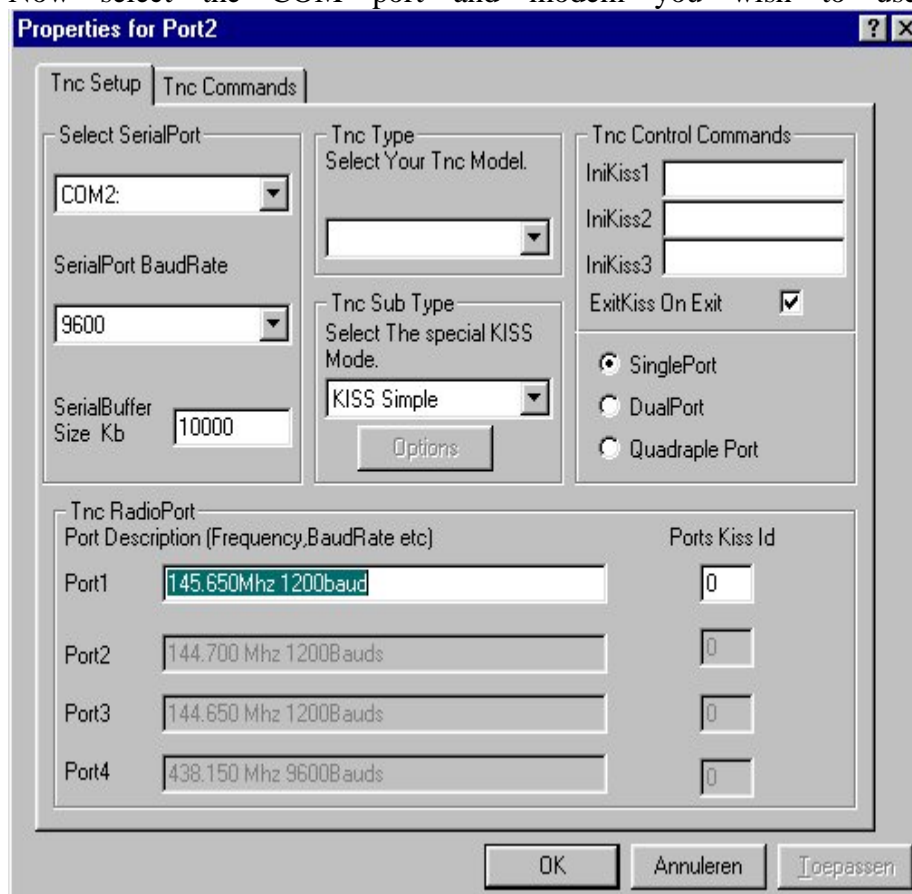 Now select the COM port and modem you wish to use
Properties for Port2
Tnc Setup
Tnc Commands
Select SerialPort
COM2:
SerialPort BaudRate
9600
SerialBuffer
Size Kb
10000
Tnc Type
Select Your Tnc Model.
Tnc Sub Type
Select The special KISS
Mode.
KISS Simple
Options
Tnc Control Commands
IniKiss1
IniKiss2
IniKiss3
ExitKiss On Exit
SinglePort
DualPort
Quadraple Port
Tnc RadioPort
Port Description (Frequency,BaudRate etc)
Ports Kiss Id
Port1 145.650Mhz 1200baud 0
Port2 144.700 Mhz 1200Bauds 0
Port3 144.650 Mhz 1200Bauds 0
Port4 438.150 Mhz 9600Bauds 0
OK
Annuleren
Toepassen